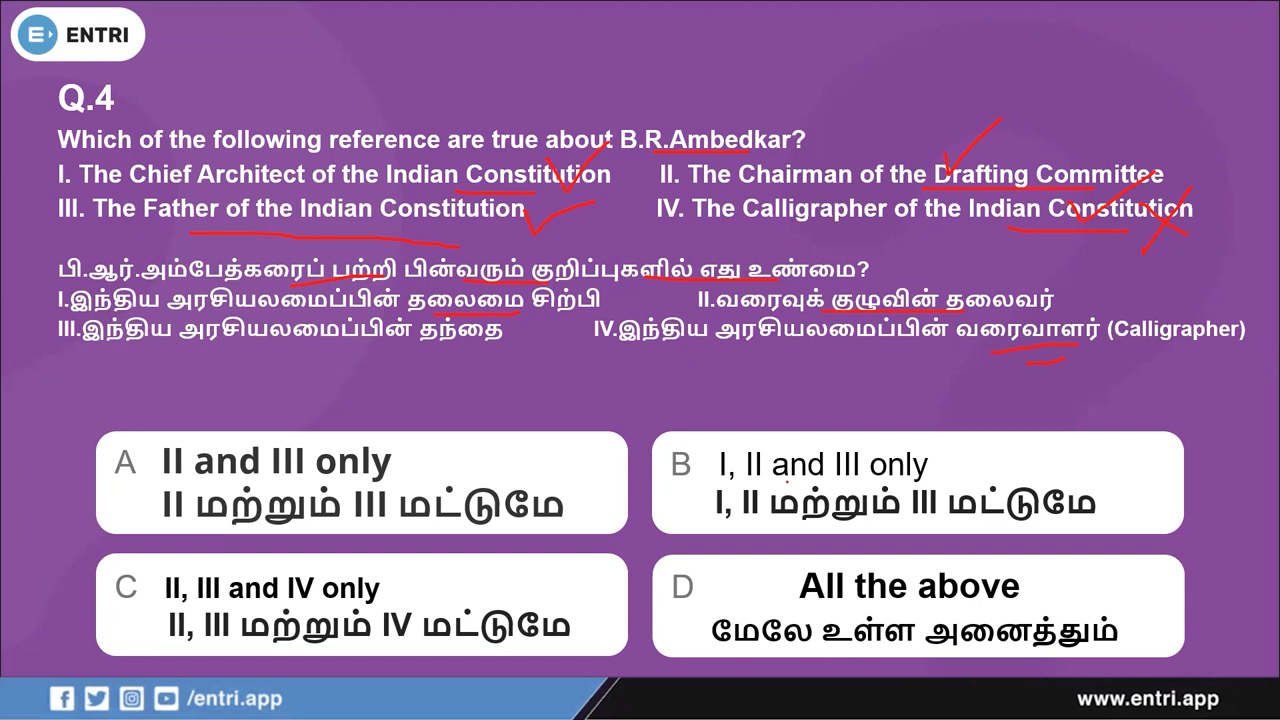 E ENTRI
Q.4
Which of the following reference are true about B.R.Ambedkar?
I. The Chief Architect of the Indian Constitution II. The Chairman of the Drafting Committee
III. The Father of the Indian Constitution IV. The Calligrapher of the Indian Constitution
பி.ஆர்.அம்பேத்கரைப் பற்றி பின்வரும் குறிப்புகளில் எது உண்மை?
I.இந்திய அரசியலமைப்பின் தலைமை சிற்பி II.வரைவுக் குழுவின் தலைவர்
III.இந்திய அரசியலமைப்பின் தந்தை IV.இந்திய அரசியலமைப்பின் வரைவாளர் (Calligrapher)
A II and III only
II மற்றும் III மட்டுமே
B I, II and III only
I, II மற்றும் III மட்டுமே
C II, III and IV only
II, III மற்றும் IV மட்டுமே
D All the above
மேலே உள்ள அனைத்தும்
/entri.app www.entri.app